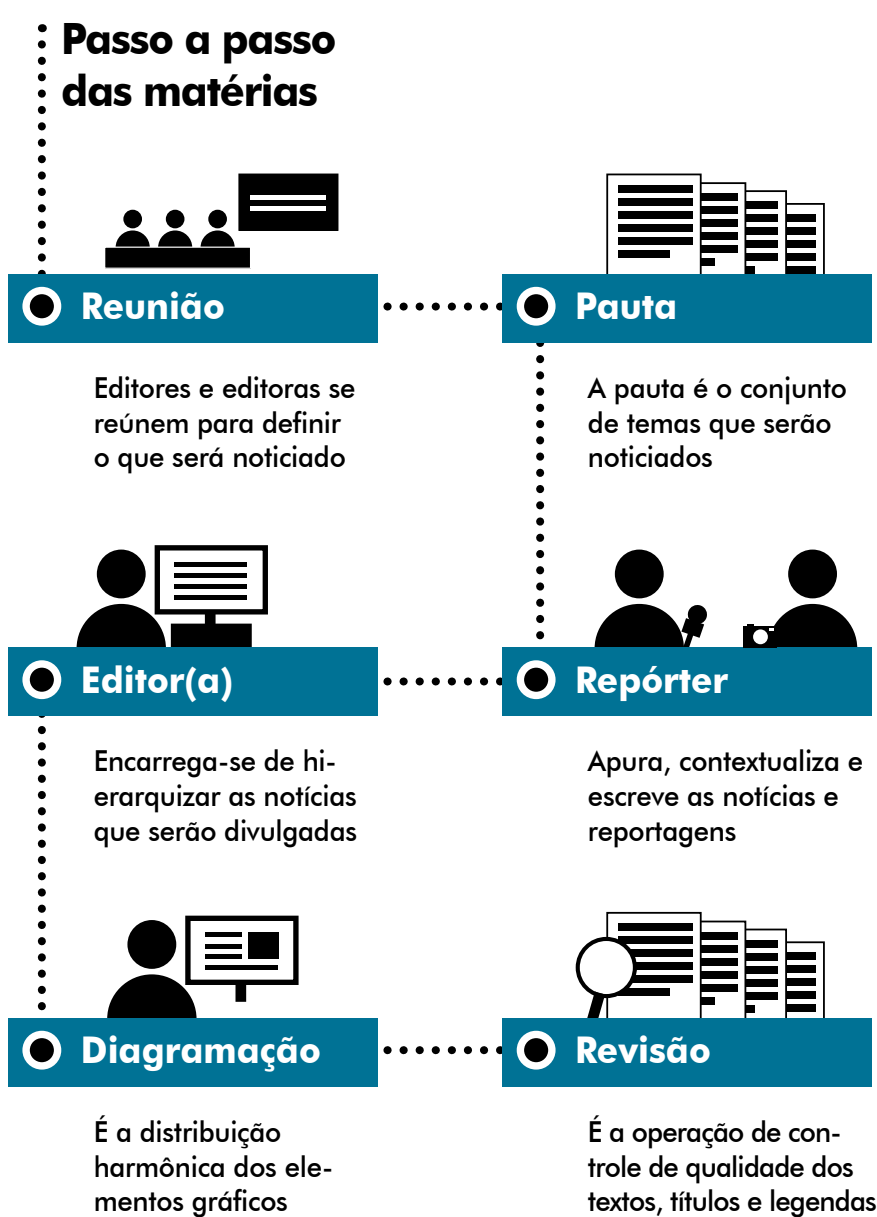 Passo a passo
das matérias
Reunião
Editores e editoras se
reúnem para definir
o que será noticiado
Pauta
A pauta é o conjunto
de temas que serão
noticiados
Repórter
Apura, contextualiza e
escreve as notícias e
reportagens
Editor(a)
Encarrega-se de hi-
erarquizar as notícias
que serão divulgadas
Diagramação
É a distribuição
harmônica dos ele-
mentos gráficos
Revisão
É a operação de con-
trole de qualidade dos
textos, títulos e legendas